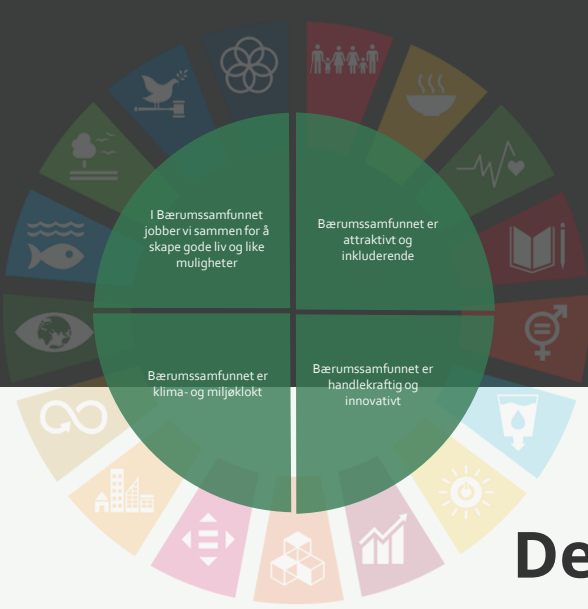 I Bærumssamfunnet
jobber vi sammen for å
skape gode liv og like
muligheter
Bærumssamfunnet er
attraktivt og
inkluderende
Bærumssamfunnet er
klima- og miljøklokt
Bærumssamfunnet er
handlekraftig og
innovativt
De